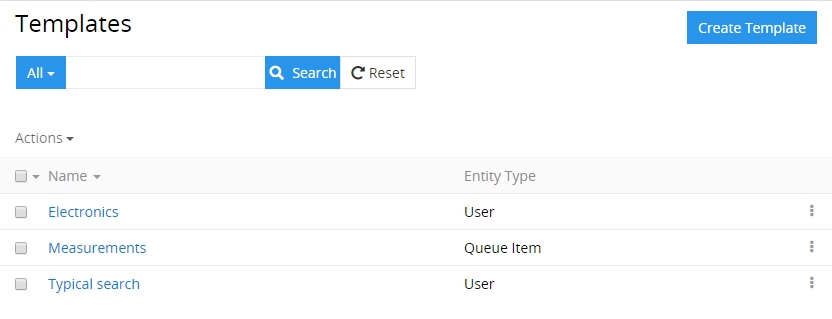 Templates
Create Template
All
Search
Reset
Actions
Name Entity Type
Electronics User
Measurements Queue Item
Typical search User